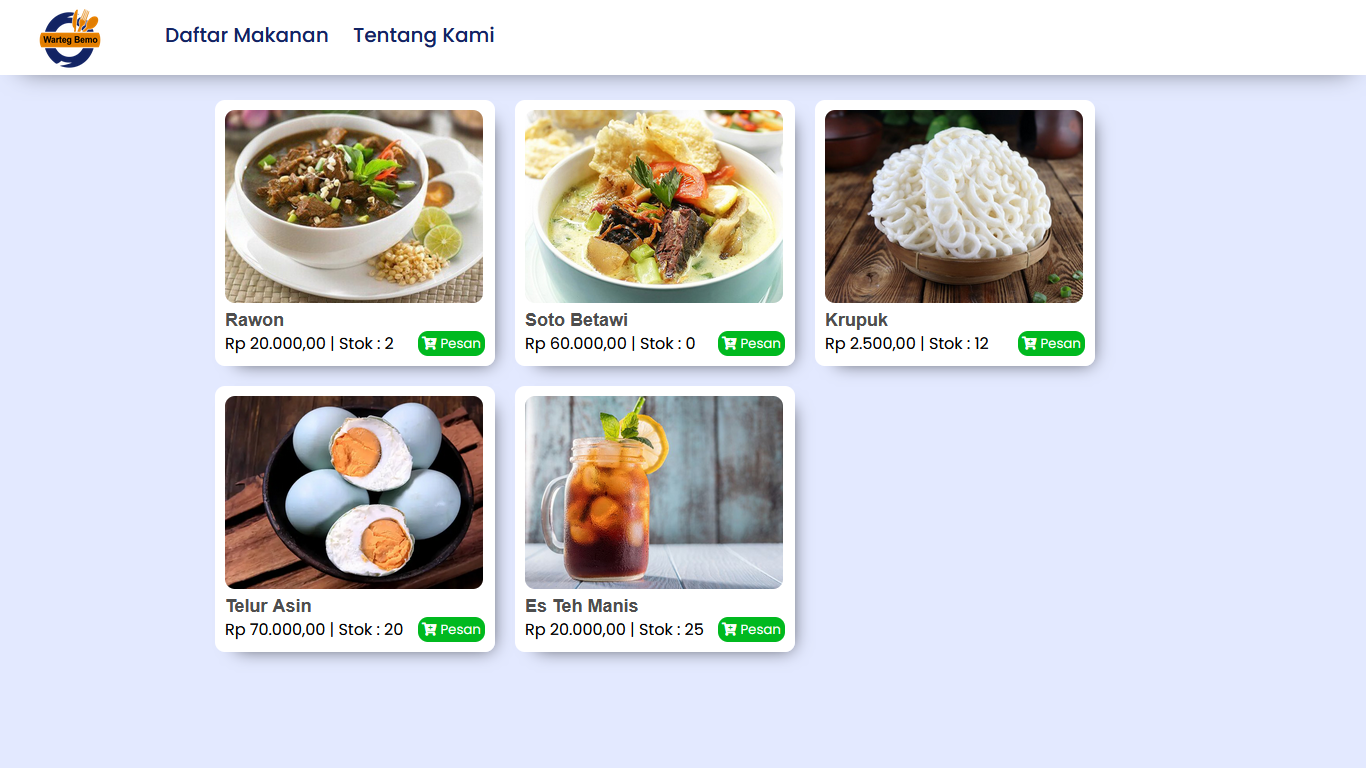 Warteg Bemo
Daftar Makanan
Tentang Kami
Rawon
Rp 20.000,00 | Stok : 2
Pesan
Soto Betawi
Rp 60.000,00 | Stok : 0
Pesan
Krupuk
Rp 2.500,00 | Stok : 12
Pesan
Telur Asin
Rp 70.000,00 | Stok : 20
Pesan
Es Teh Manis
Rp 20.000,00 | Stok : 25
Pesan